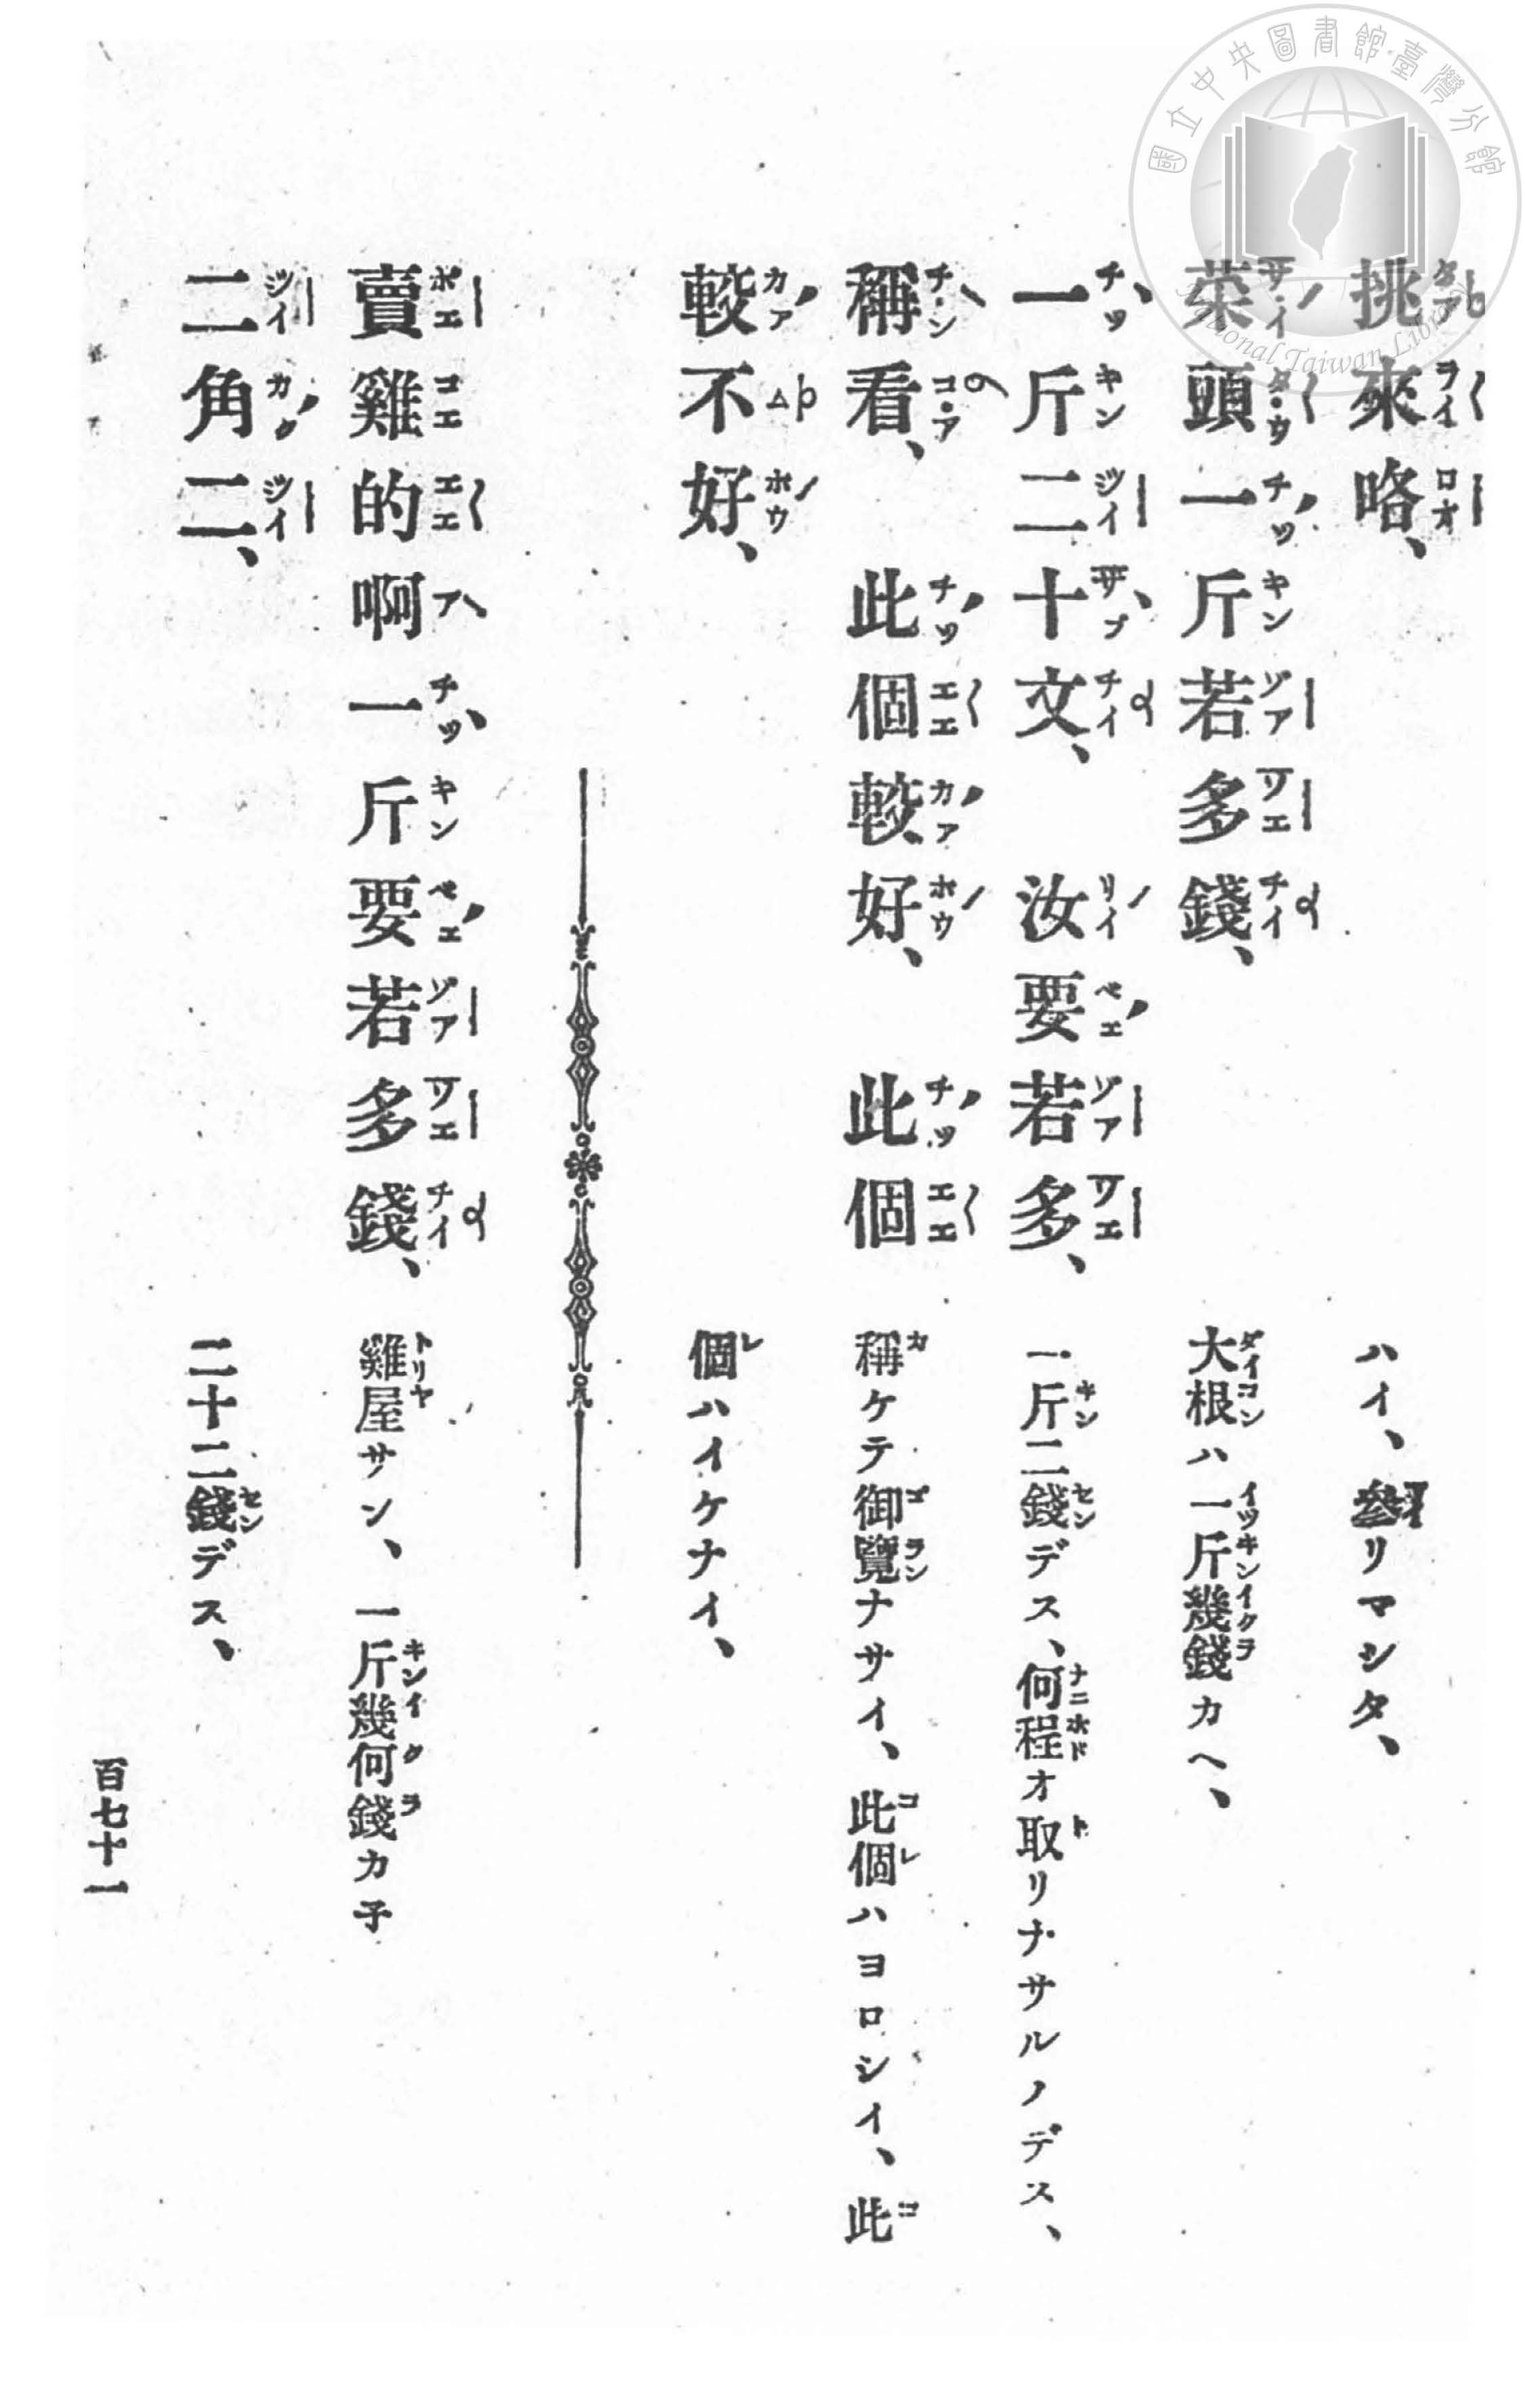 挑來咯、
ハイ、參リマシタ、
菜頭一斤若多錢、
大根ハ一斤幾錢カヘ、
一斤二十文、 汝要若多、
一斤二錢デス、何程オ取リナサルノデス、
稱看、 此個較好、 此個
稱ケテ御覽ナサイ、此個ハヨロシイ、此
較不好、
個ハイケナイ、
賣雞的啊一斤要若多錢、
雞屋サン、一斤幾何錢カ子
二角二、
二十二錢デス、
百七十一
國立中央圖書館臺灣分館
National Taiwan Library